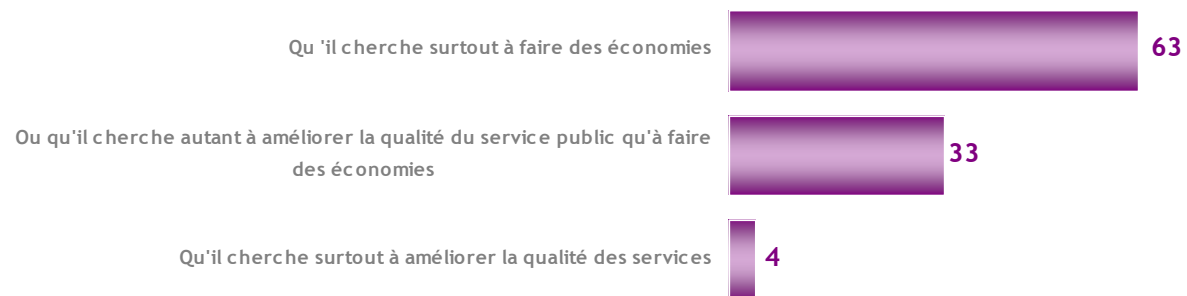 Qu 'il cherche surtout à faire des économies
63
Ou qu'il cherche autant à améliorer la qualité du service public qu'à faire
des économies
33
Qu'il cherche surtout à améliorer la qualité des services
4